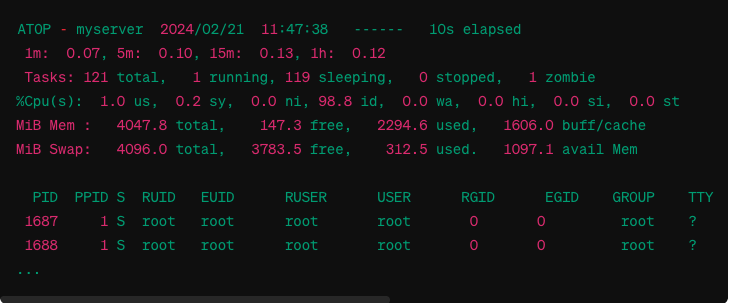 ATOP - myserver  2024/02/21  11:47:38   ------   10s elapsed
 1m:  0.07, 5m:  0.10, 15m:  0.13, 1h:  0.12
 Tasks: 121 total,   1 running, 119 sleeping,   0 stopped,   1 zombie
%Cpu(s):  1.0 us,  0.2 sy,  0.0 ni, 98.8 id,  0.0 wa,  0.0 hi,  0.0 si,  0.0 st
MiB Mem :   4047.8 total,    147.3 free,   2294.6 used,   1606.0 buff/cache
MiB Swap:   4096.0 total,   3783.5 free,    312.5 used.   1097.1 avail Mem
  PID  PPID S  RUID   EUID      RUSER      USER      RGID      EGID    GROUP    TTY
 1687     1 S  root   root      root       root       0       0         root    ?
 1688     1 S  root   root      root       root       0       0         root    ?
...